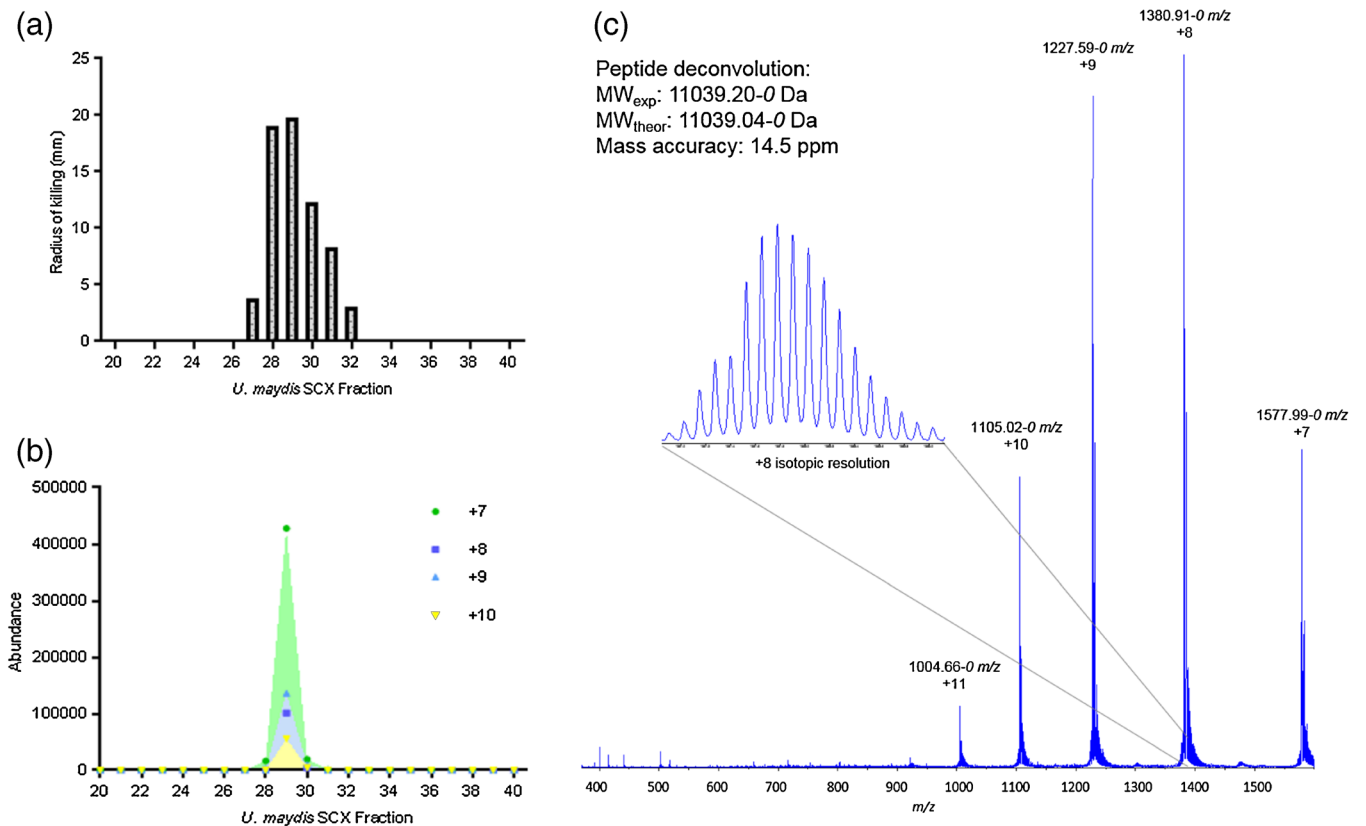 (a)
25
20
15
10
5
0
Radius of killing (mm)
20 22 24 26 28 30 32 34 36 38 40
U. maydis SCX Fraction
(b)
500000
400000
300000
200000
100000
0
Abundance
+7
+8
+9
+10
20 22 24 26 28 30 32 34 36 38 40
U. maydis SCX Fraction
(c)
Peptide deconvolution:
MWexp: 11039.20-0 Da
MWtheor: 11039.04-0 Da
Mass accuracy: 14.5 ppm
+8 isotopic resolution
1004.66-0 m/z
+11
1105.02-0 m/z
+10
1227.59-0 m/z
+9
1380.91-0 m/z
+8
1577.99-0 m/z
+7
400 500 600 700 800 900 1000 1100 1200 1300 1400 1500
m/z